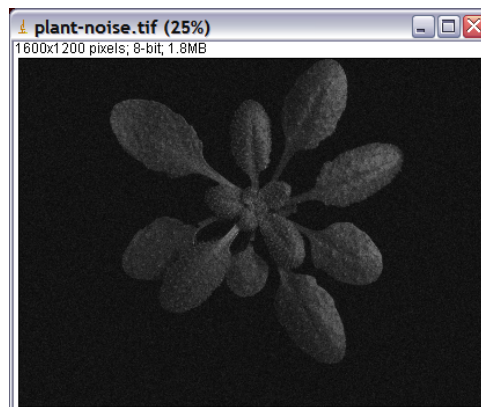 plant-noise.tif (25%)
1600x1200 pixels; 8-bit; 1.8MB